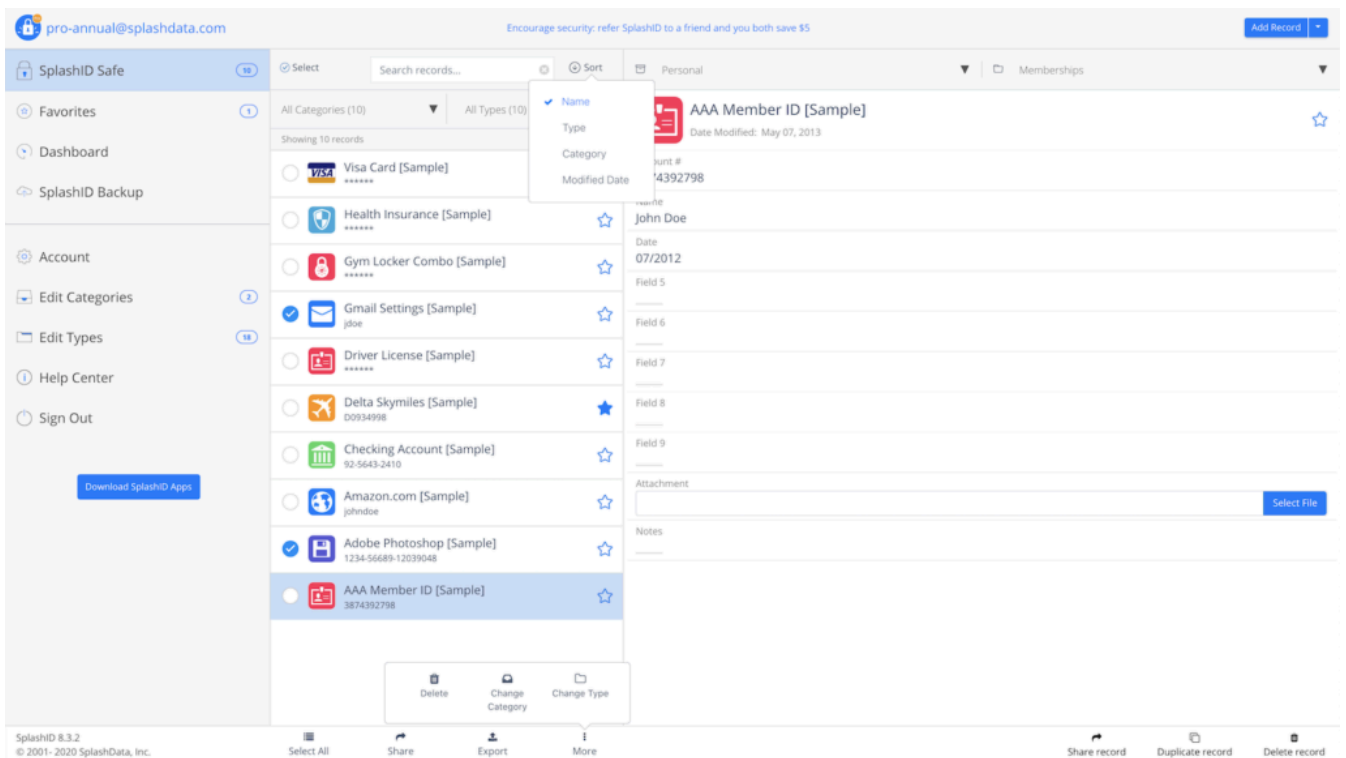 pro-annual@splashdata.com
Encourage security: refer SplashID to a friend and you both save $5
Add Record
SplashID Safe
10
Favorites
1
Dashboard
SplashID Backup
Account
Edit Categories
2
Edit Types
18
Help Center
Sign Out
Download SplashID Apps
SplashID 8.3.2
© 2001- 2020 SplashData, Inc.
Select
Search records...
Sort
All Categories (10)
All Types (10)
Showing 10 records
Name
Type
Category
Modified Date
VISA
Visa Card [Sample]
******
Health Insurance [Sample]
******
Gym Locker Combo [Sample]
******
Gmail Settings [Sample]
jdoe
Driver License [Sample]
******
Delta Skymiles [Sample]
D0934998
Checking Account [Sample]
92-5643-2410
Amazon.com [Sample]
johndoe
Adobe Photoshop [Sample]
1234-56689-12039048
AAA Member ID [Sample]
3874392798
Delete
Change
Category
Change Type
Select All
Share
Export
More
Personal
Memberships
AAA Member ID [Sample]
Date Modified: May 07, 2013
4392798
Name
John Doe
Date
07/2012
Field 5
Field 6
Field 7
Field 8
Field 9
Attachment
Select File
Notes
Share record
Duplicate record
Delete record